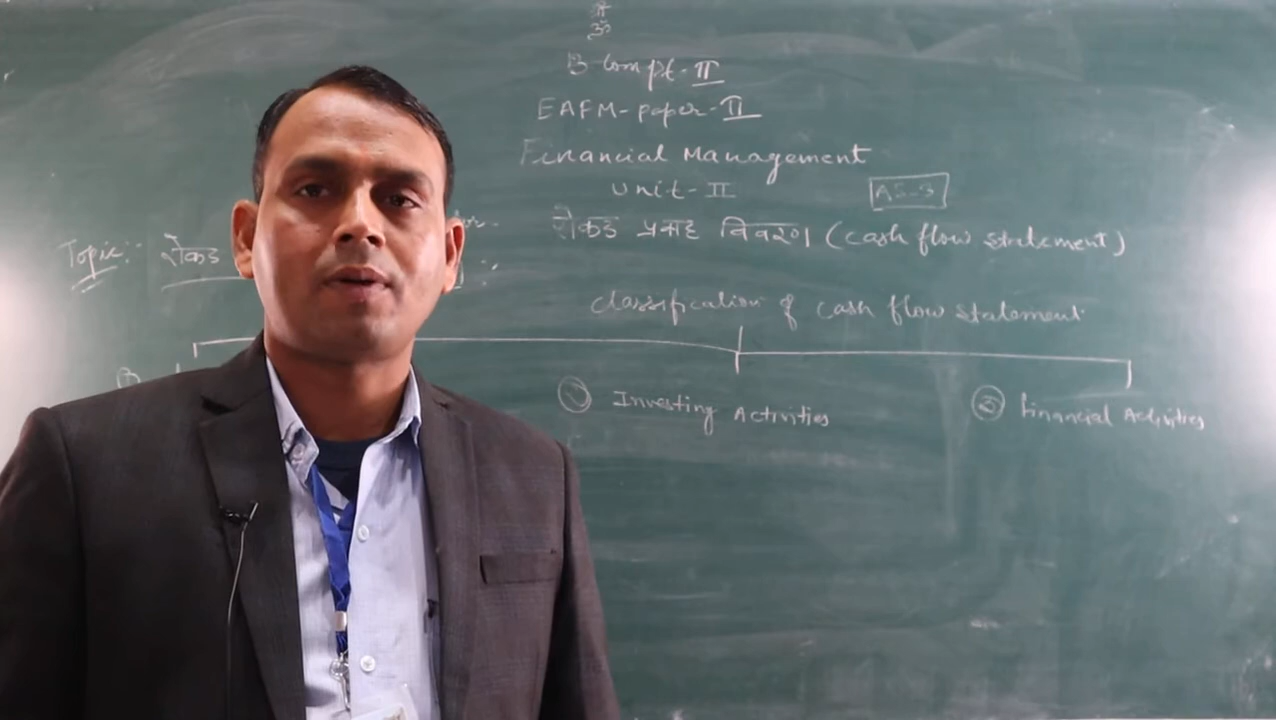 ॐ
B Com pt-II
EAFM-paper-II
Financial Management
Unit-II
AS-3
रोकड प्रवाह विवरण (cash flow statement)
Topic: रोकड
classification of cash flow statement
① Investing Activities
② Financial Activities